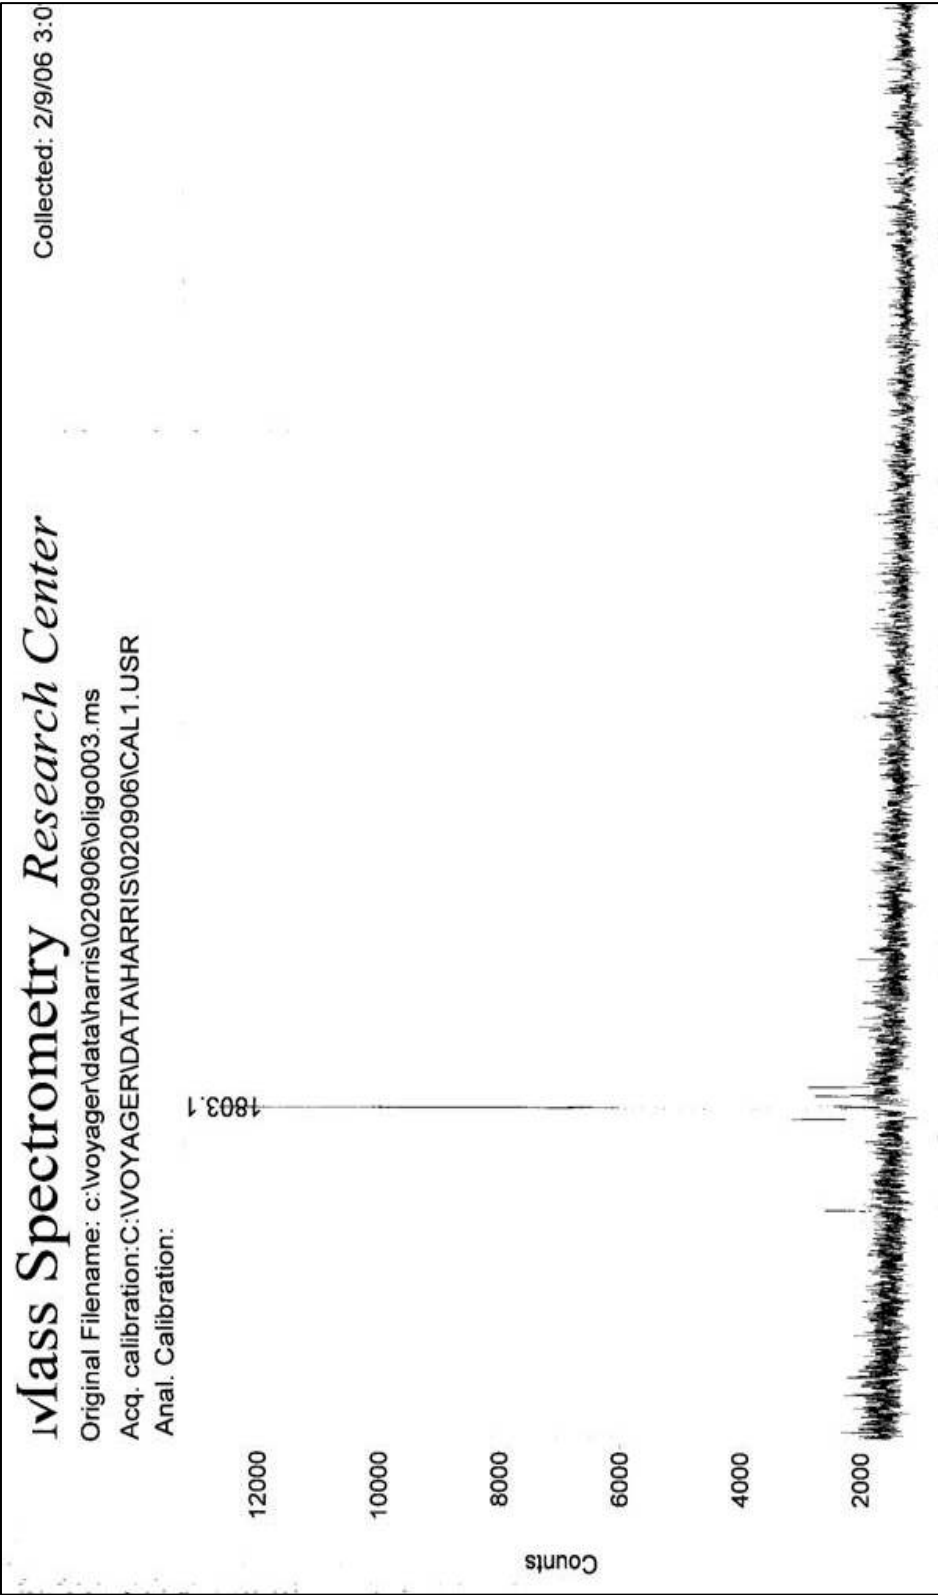 Mass Spectrometry Research Center
Collected: 2/9/06 3:0
Original Filename: c:\voyager\data\harris\020906\oligo003.ms
Acq. calibration:C:\VOYAGER\DATA\HARRIS\020906\CAL1.USR
Anal. Calibration:
1803.1
12000
10000
8000
6000
4000
2000
Counts